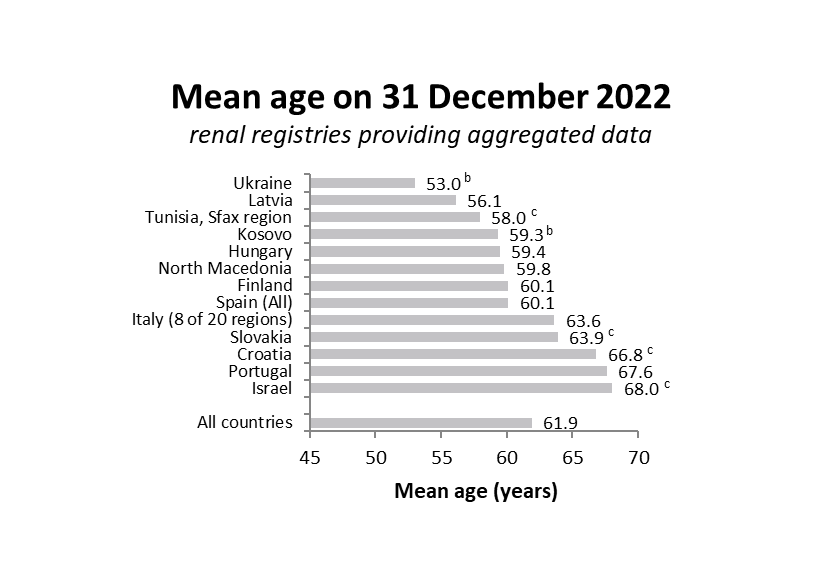 Mean age on 31 December 2022
renal registries providing aggregated data
Ukraine 53.0 b
Latvia 56.1
Tunisia, Sfax region 58.0 c
Kosovo 59.3 b
Hungary 59.4
North Macedonia 59.8
Finland 60.1
Spain (All) 60.1
Italy (8 of 20 regions) 63.6
Slovakia 63.9 c
Croatia 66.8 c
Portugal 67.6
Israel 68.0 c
All countries 61.9
45 50 55 60 65 70
Mean age (years)